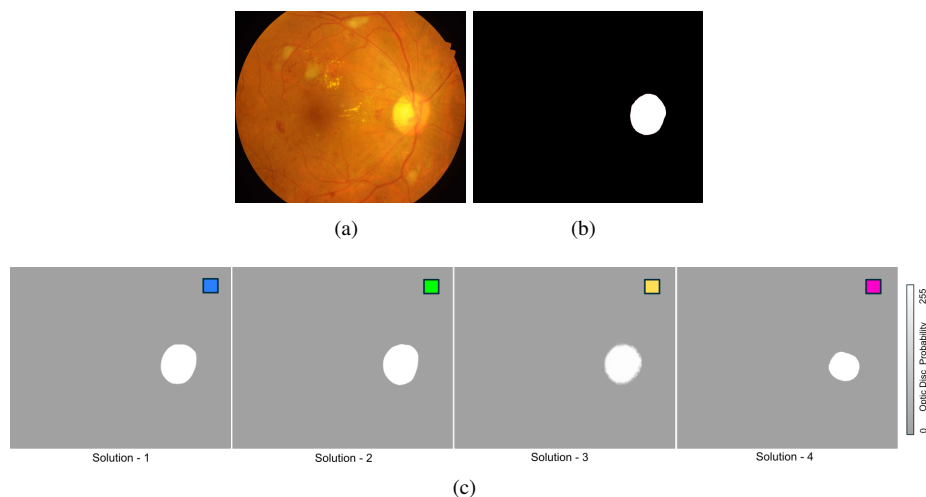 (a)
(b)
0 Optic Disc Probability 255
Solution - 1
Solution - 2
Solution - 3
Solution - 4
(c)